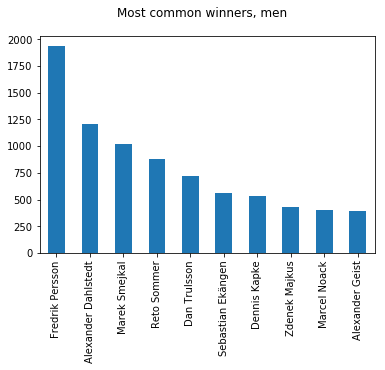 Most common winners, men
2000
1750
1500
1250
1000
750
500
250
0
Fredrik Persson
Alexander Dahlstedt
Marek Smejkal
Reto Sommer
Dan Trulsson
Sebastian Ekängen
Dennis Kapke
Zdenek Majkus
Marcel Noack
Alexander Geist